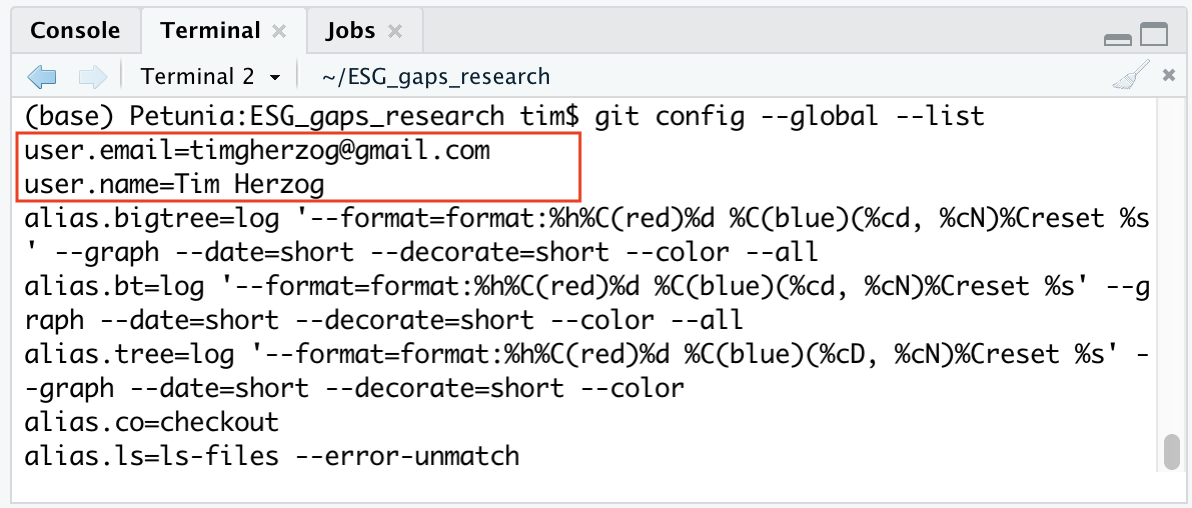 Console Terminal Jobs
Terminal 2 ~/ESG_gaps_research
(base) Petunia:ESG_gaps_research tim$ git config --global --list
user.email=timgherzog@gmail.com
user.name=Tim Herzog
alias.bigtree=log '--format=format:%h%C(red)%d %C(blue)(%cd, %cN)%Creset %s
' --graph --date=short --decorate=short --color --all
alias.bt=log '--format=format:%h%C(red)%d %C(blue)(%cd, %cN)%Creset %s' --g
raph --date=short --decorate=short --color --all
alias.tree=log '--format=format:%h%C(red)%d %C(blue)(%cD, %cN)%Creset %s' -
-graph --date=short --decorate=short --color
alias.co=checkout
alias.ls=ls-files --error-unmatch